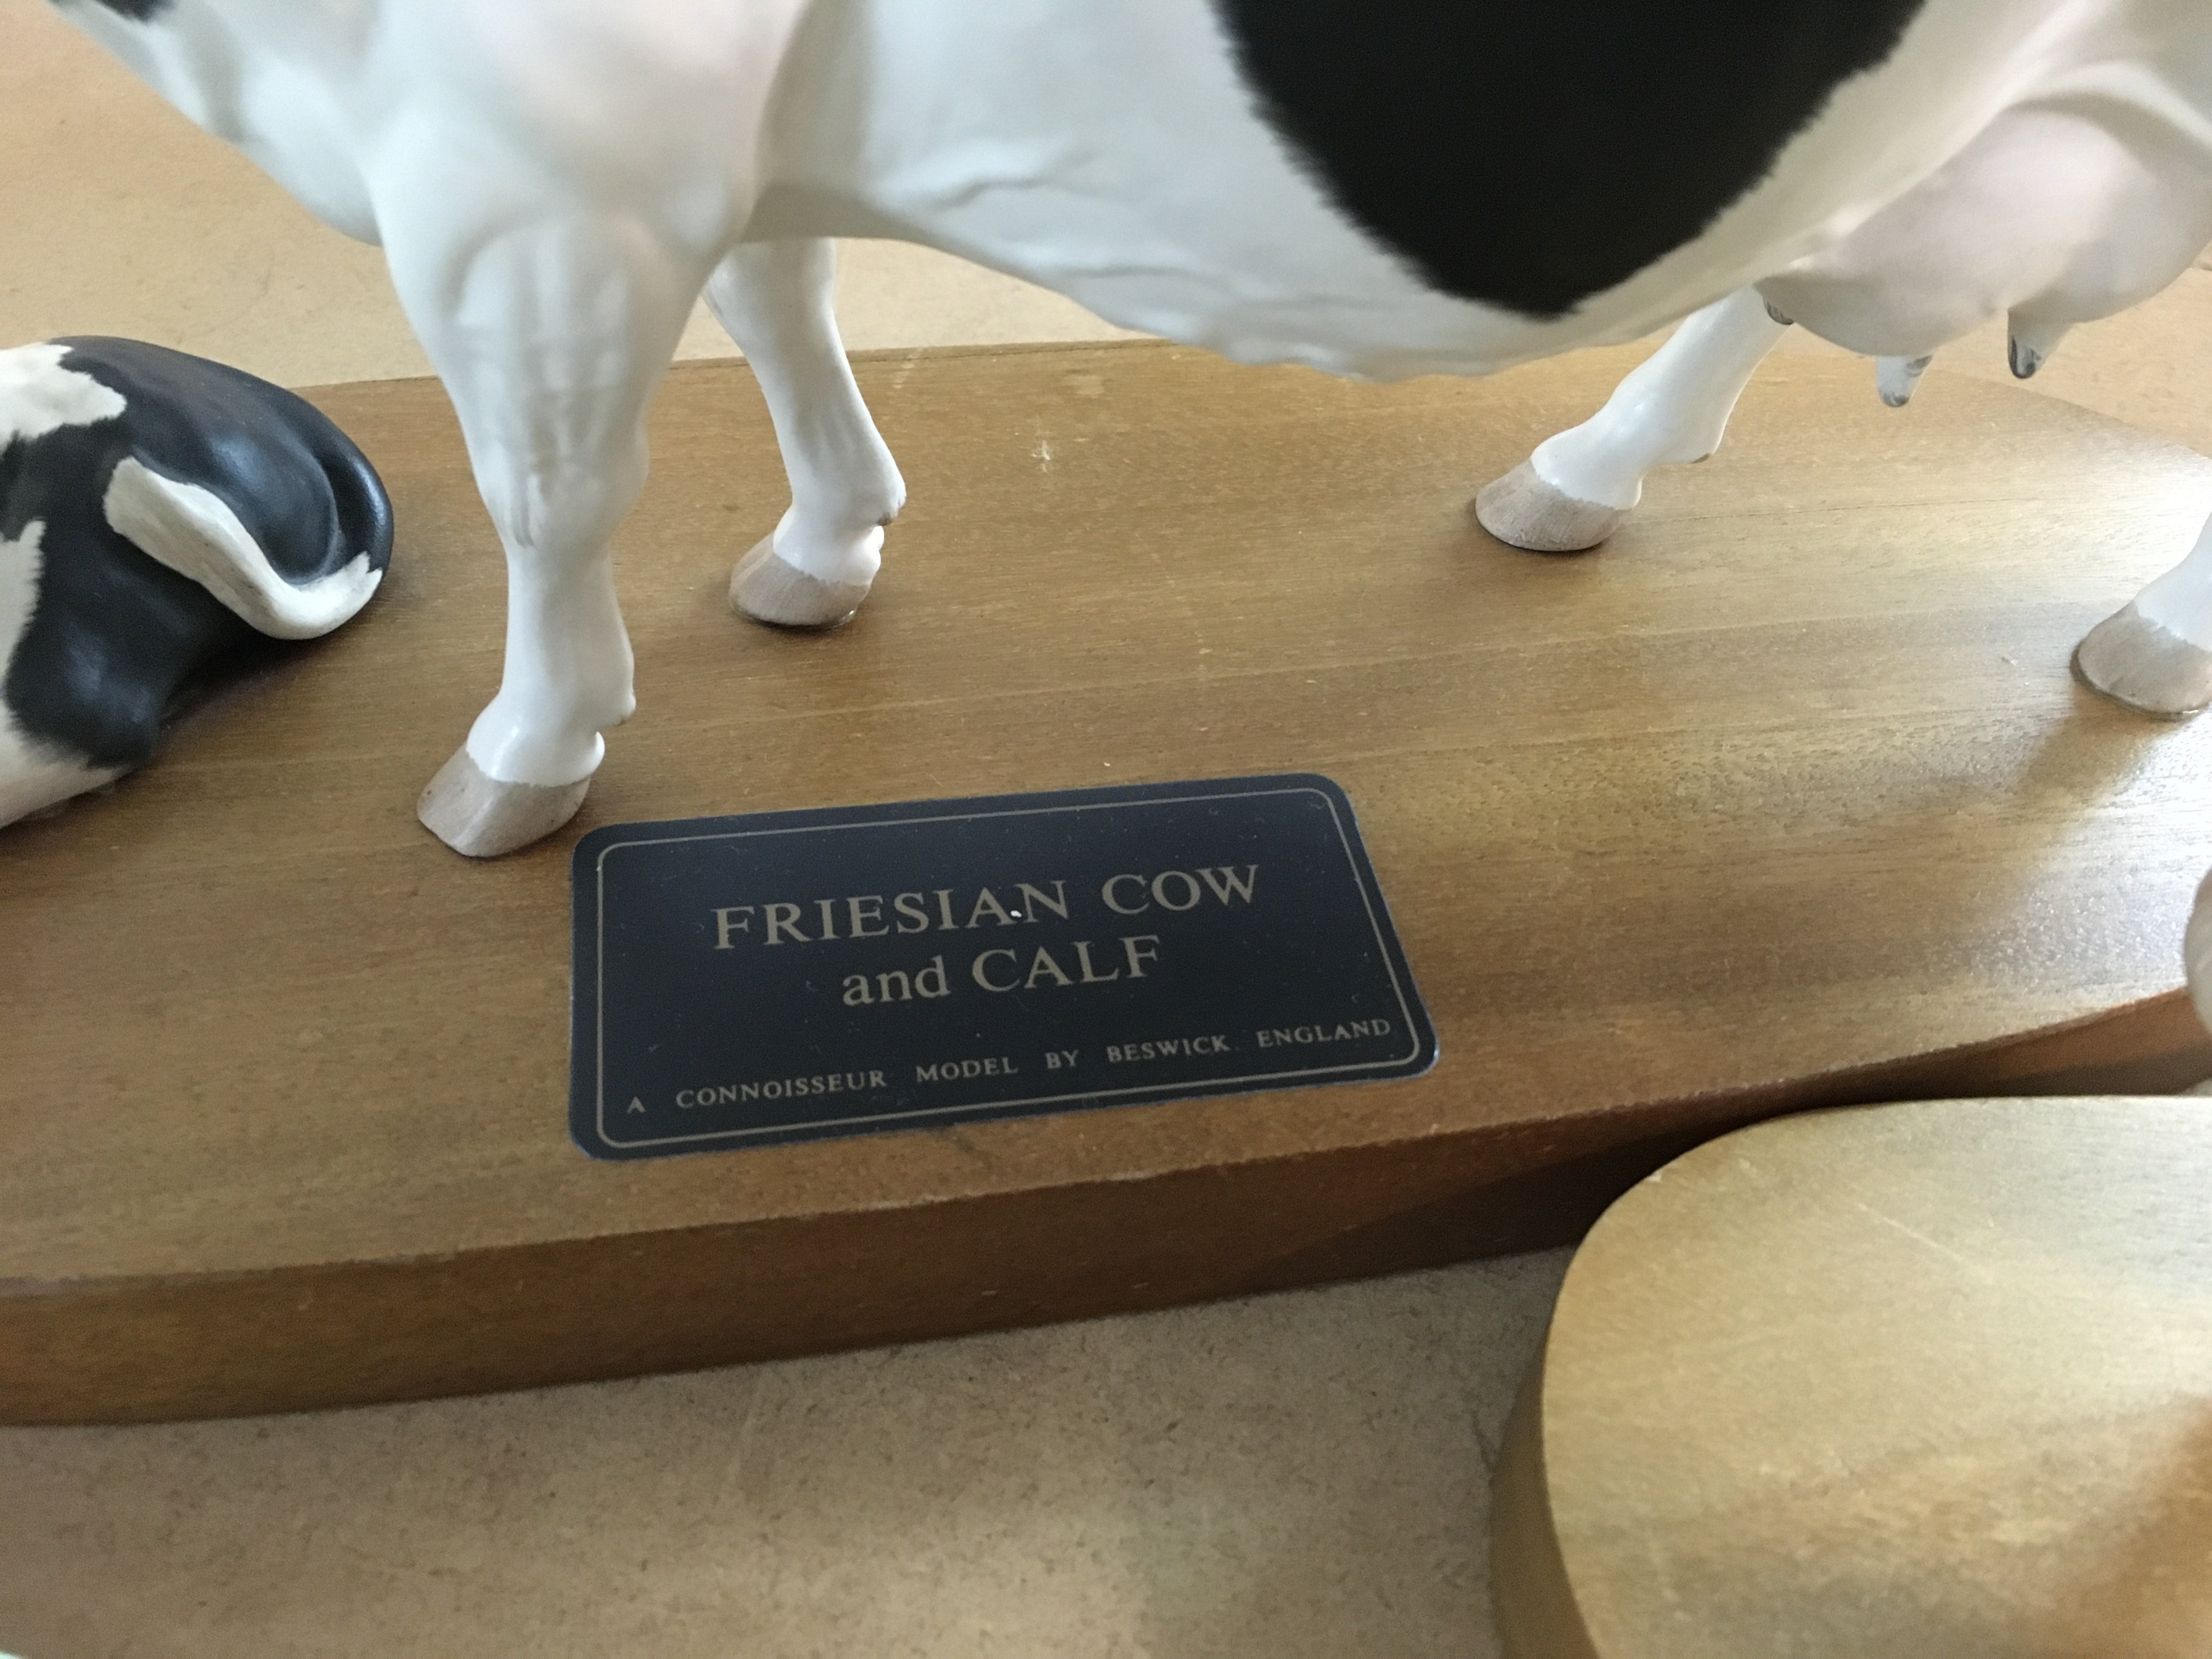 FRIESIAN COW
and CALF
A CONNOISSEUR MODEL BY BESWICK. ENGLAND